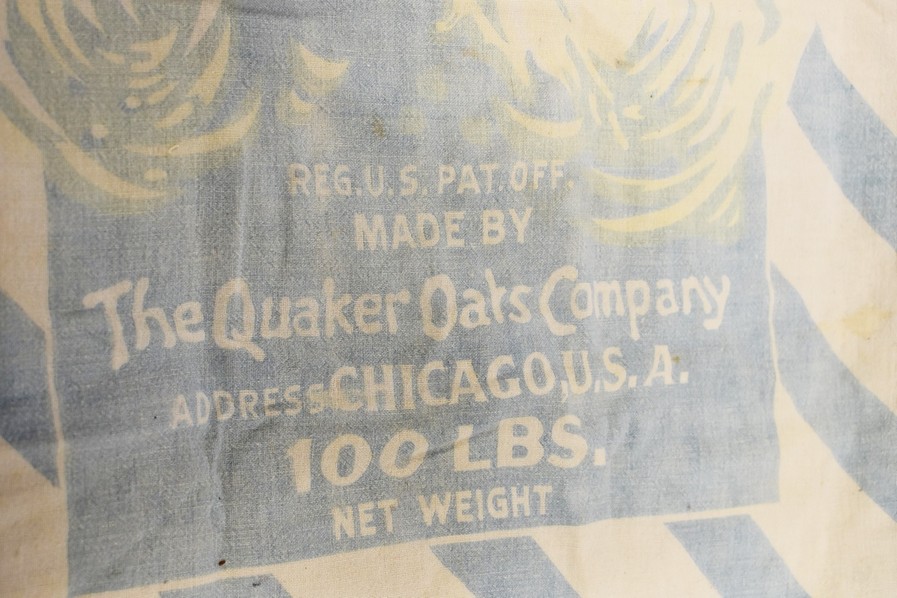 REG. U.S. PAT. OFF.
MADE BY
The Quaker Oats Company
ADDRESS CHICAGO, U.S.A.
100 LBS.
NET WEIGHT